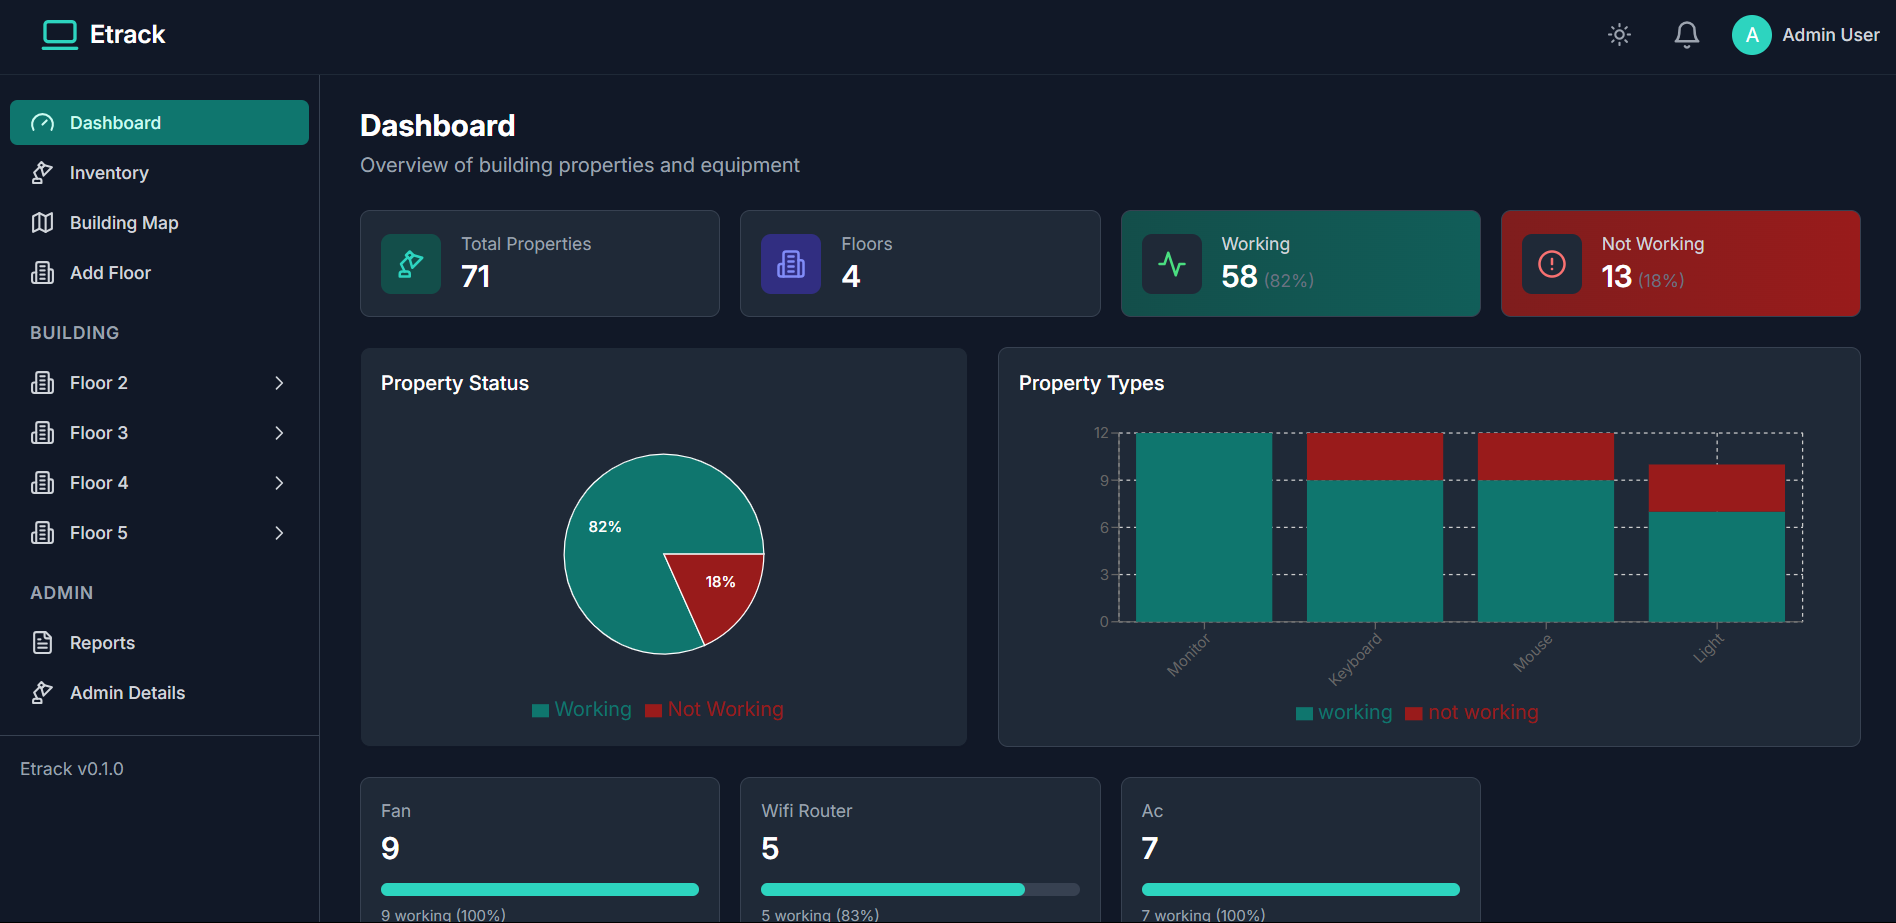 Etrack
A
Admin User
Dashboard
Inventory
Building Map
Add Floor
BUILDING
Floor 2
Floor 3
Floor 4
Floor 5
ADMIN
Reports
Admin Details
Etrack v0.1.0
Dashboard
Overview of building properties and equipment
Total Properties
71
Floors
4
Working
58 (82%)
Not Working
13 (18%)
Property Status
82%
18%
Working
Not Working
Property Types
12
9
6
3
0
Monitor
Keyboard
Mouse
Light
working
not working
Fan
9
9 working (100%)
Wifi Router
5
5 working (83%)
Ac
7
7 working (100%)